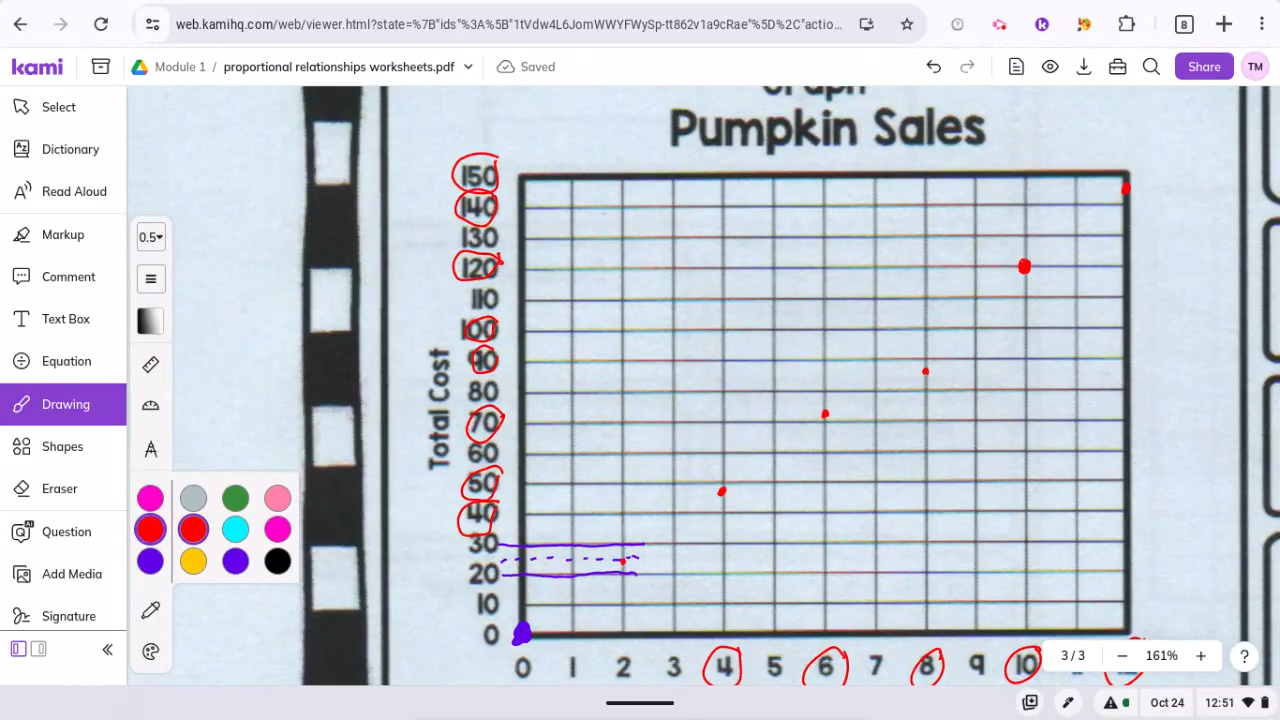 web.kamihq.com/web/viewer.html?state=%7B"ids"%3A%5B"1tVdw4L6JomWWYFWySp-tt862v1a9cRae"%5D%2C"actio...
8
kami
Module 1 / proportional relationships worksheets.pdf
Saved
Share
TM
Select
Dictionary
Read Aloud
Markup
Comment
Text Box
Equation
Drawing
Shapes
Eraser
Question
Add Media
Signature
0.5
Graph
Pumpkin Sales
Total Cost
150
140
130
120
110
100
90
80
70
60
50
40
30
20
10
0
0 1 2 3 4 5 6 7 8 9 10
3 / 3
161%
?
Oct 24
12:51